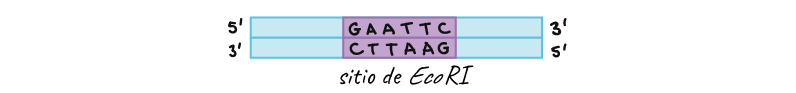 5' GAATTC 3'
3' CTTAAG 5'
sitio de EcoRI